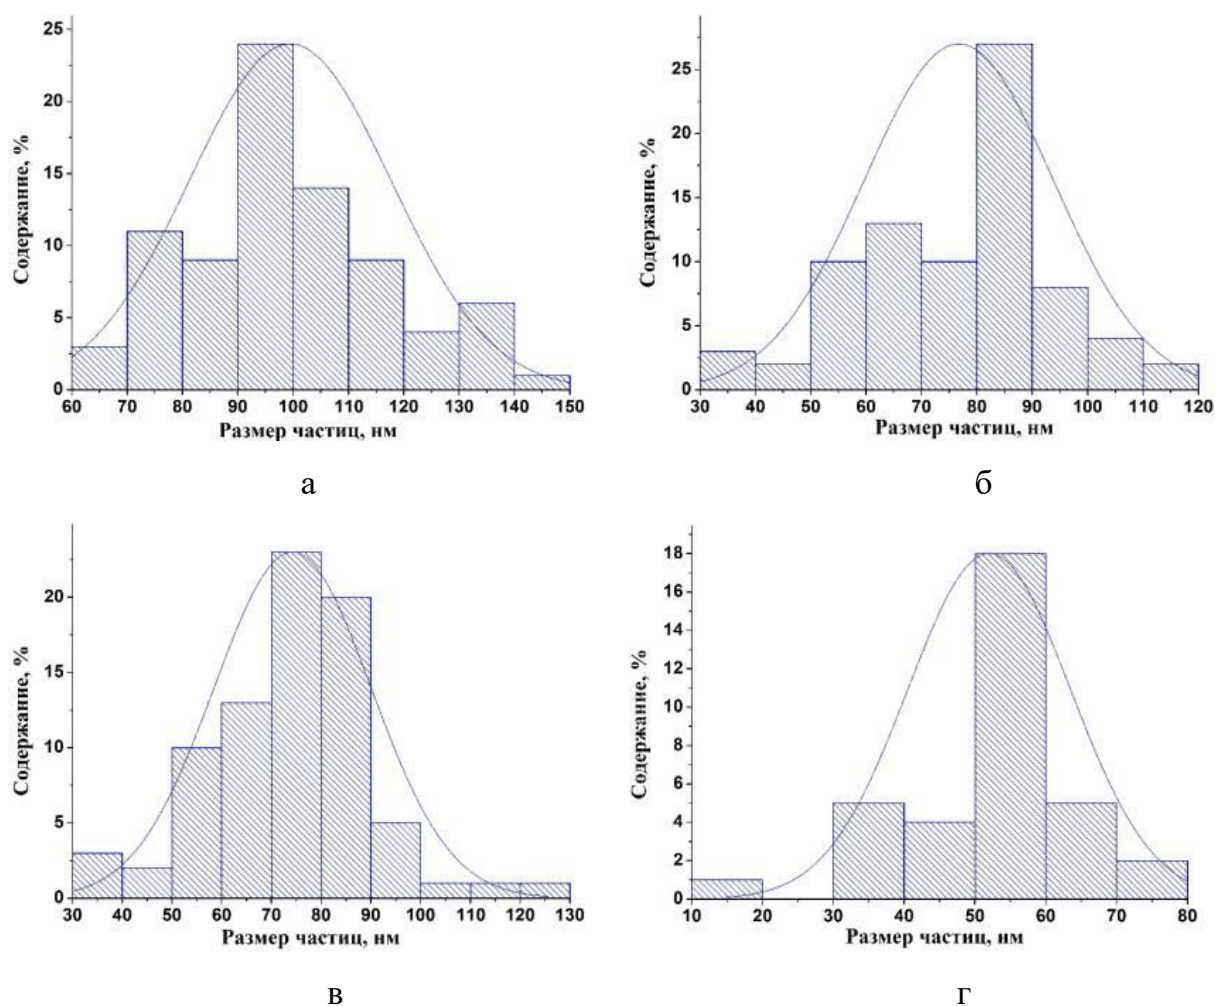 Содержание, %
25
20
15
10
5
0
60 70 80 90 100 110 120 130 140 150
Размер частиц, нм
а
Содержание, %
25
20
15
10
5
0
30 40 50 60 70 80 90 100 110 120
Размер частиц, нм
б
Содержание, %
20
15
10
5
0
30 40 50 60 70 80 90 100 110 120 130
Размер частиц, нм
в
Содержание, %
18
16
14
12
10
8
6
4
2
0
10 20 30 40 50 60 70 80
Размер частиц, нм
г